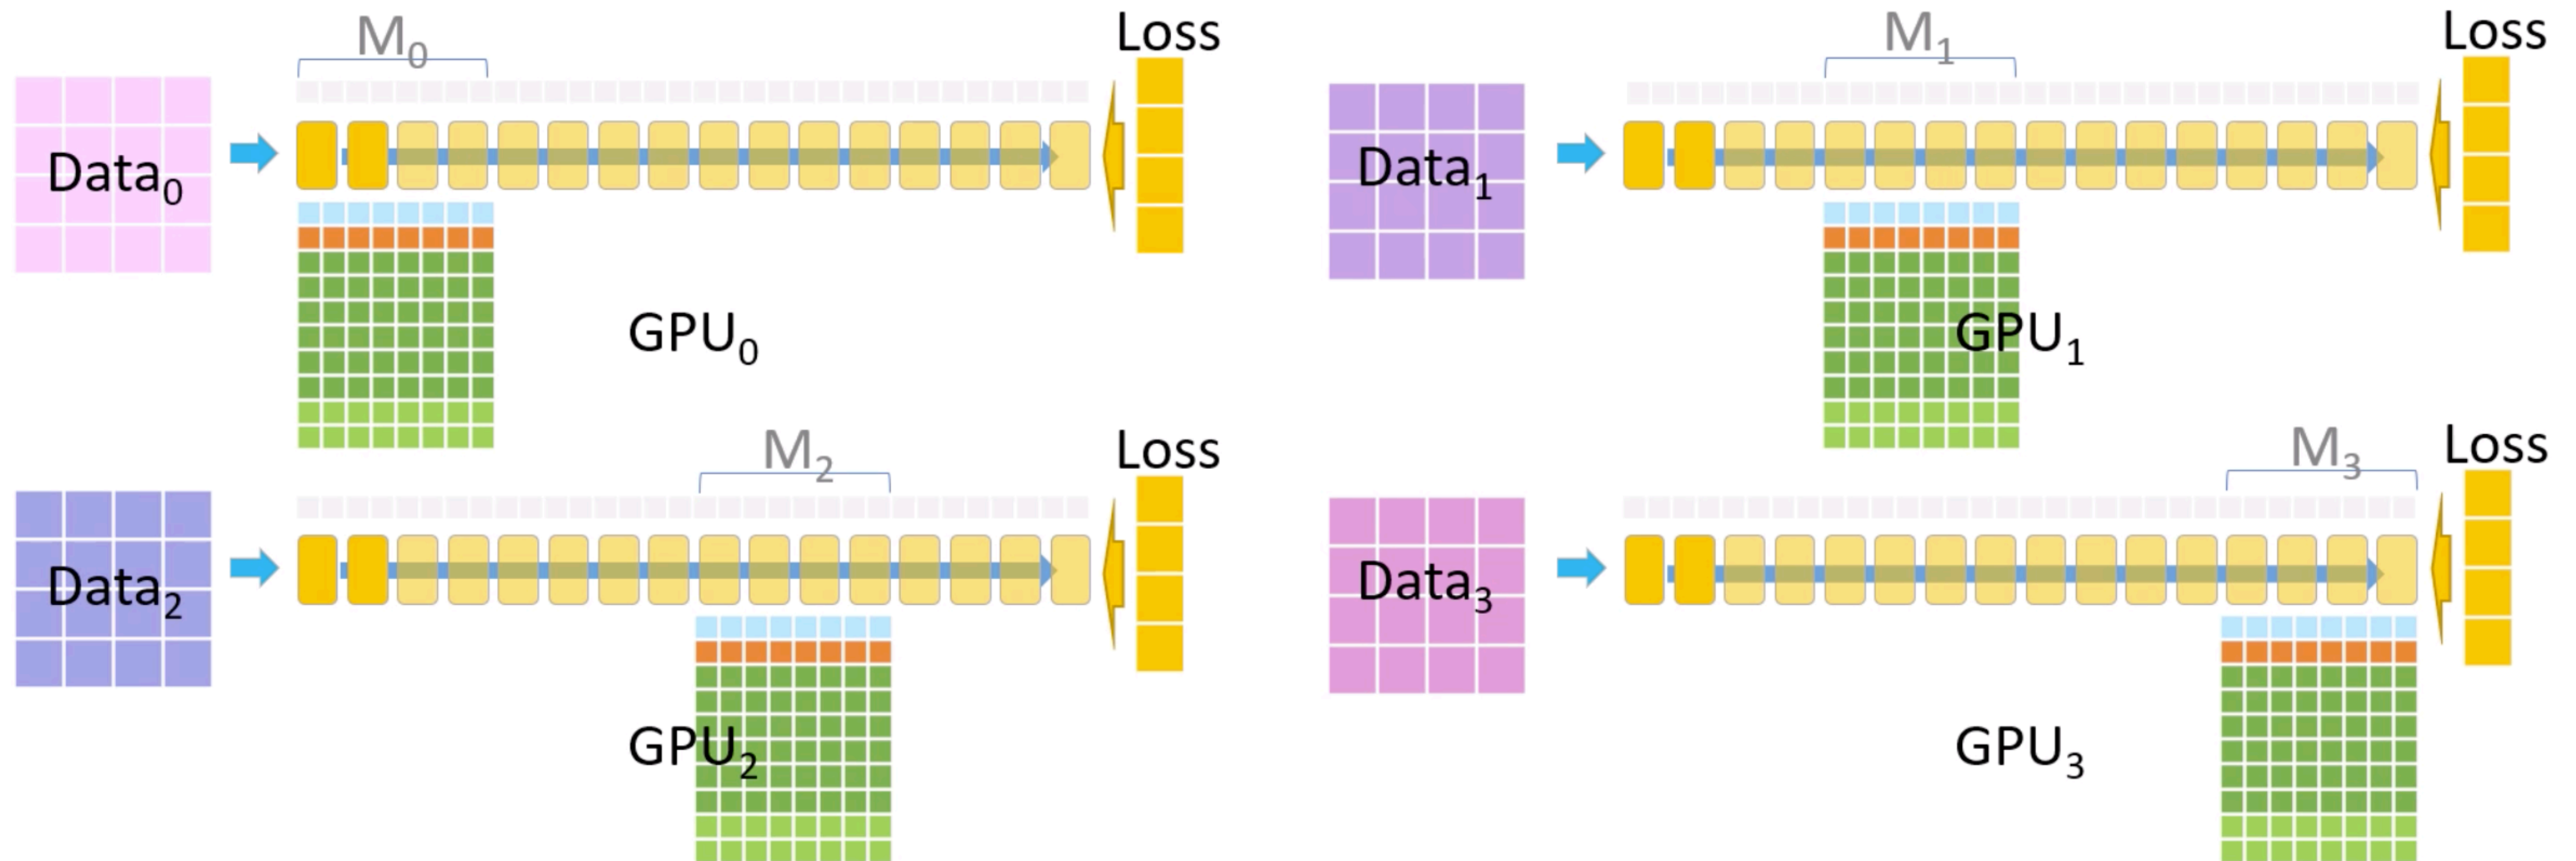 M₀
Loss
M₁
Loss
Data₀
Data₁
GPU₀
GPU₁
M₂
Loss
M₃
Loss
Data₂
Data₃
GPU₂
GPU₃